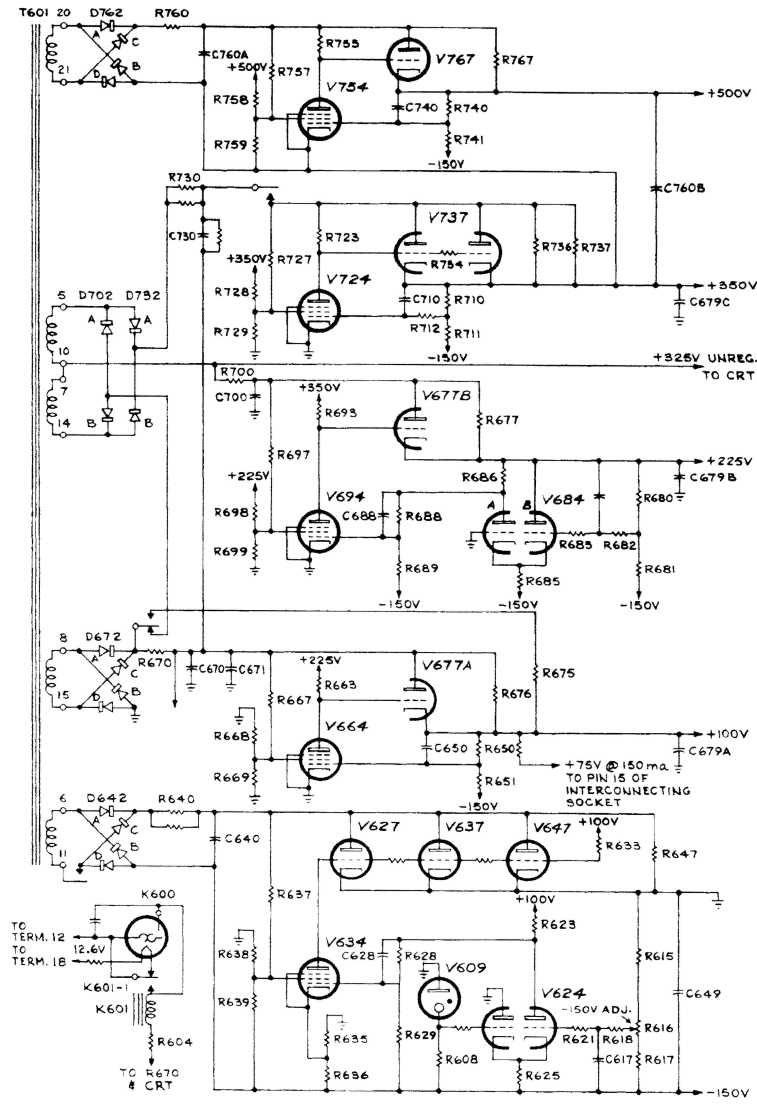 T601 20 D762 R760
A C
21 D B
C760A
+500V
R757
R755
V767
R767
V754
R758
R759
C740
R740
R741
-150V
+500V
C760B
R730
C730
R723
V737
R727
+350V
V724
R734
R736 R737
R728
R729
C710 R710
R712 R711
-150V
+350V
C679C
5 D702 D732
A A
10
7
14 B B
+325V UNREG.
TO CRT
R700
C700
+350V
R693
V677B
R677
R697
+225V
+225V
C679B
R686
V694
R698
R699
C688 R688
A B V684
R680
R683 R682
R689
R685
R681
-150V -150V -150V
8 D672
A C
15 D B
R670
C670 C671
+225V
R663
V677A
R675
R676
R667
V664
R668
R669
C650 R650
R651
-150V
+100V
C679A
+75V @ 150 ma
TO PIN 15 OF
INTERCONNECTING
SOCKET
6 D642 R640
A C
11 D B
C640
V627 V637 V647
+100V
R633
R647
R637
K600
TO
TERM. 12
TO 12.6V
TERM. 18
K601-1
K601
R604
TO R670
& CRT
+100V
R623
R638
R639
V634
C628 R628
V609
V624
R615
C649
-150V ADJ.
R616
R621 R618
R617
C617
R629
R608
R625
R635
R636
-150V